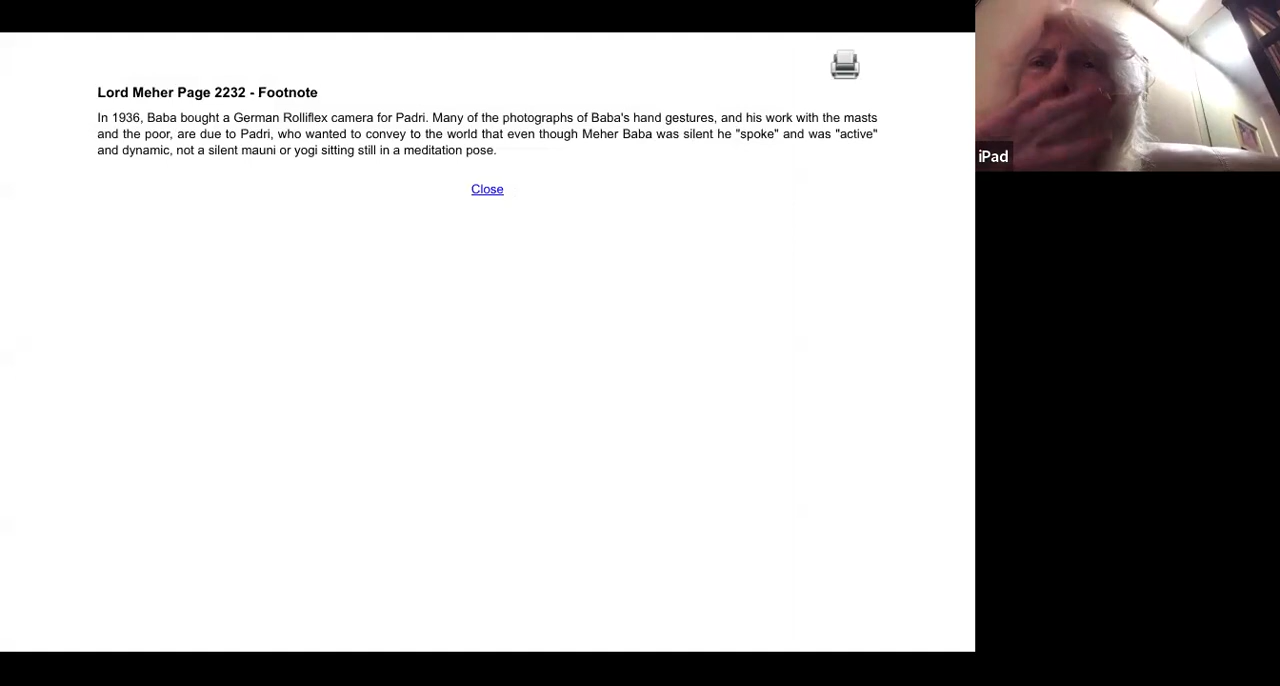 Lord Meher Page 2232 - Footnote
In 1936, Baba bought a German Rolliflex camera for Padri. Many of the photographs of Baba's hand gestures, and his work with the masts
and the poor, are due to Padri, who wanted to convey to the world that even though Meher Baba was silent he "spoke" and was "active"
and dynamic, not a silent mauni or yogi sitting still in a meditation pose.
Close
iPad